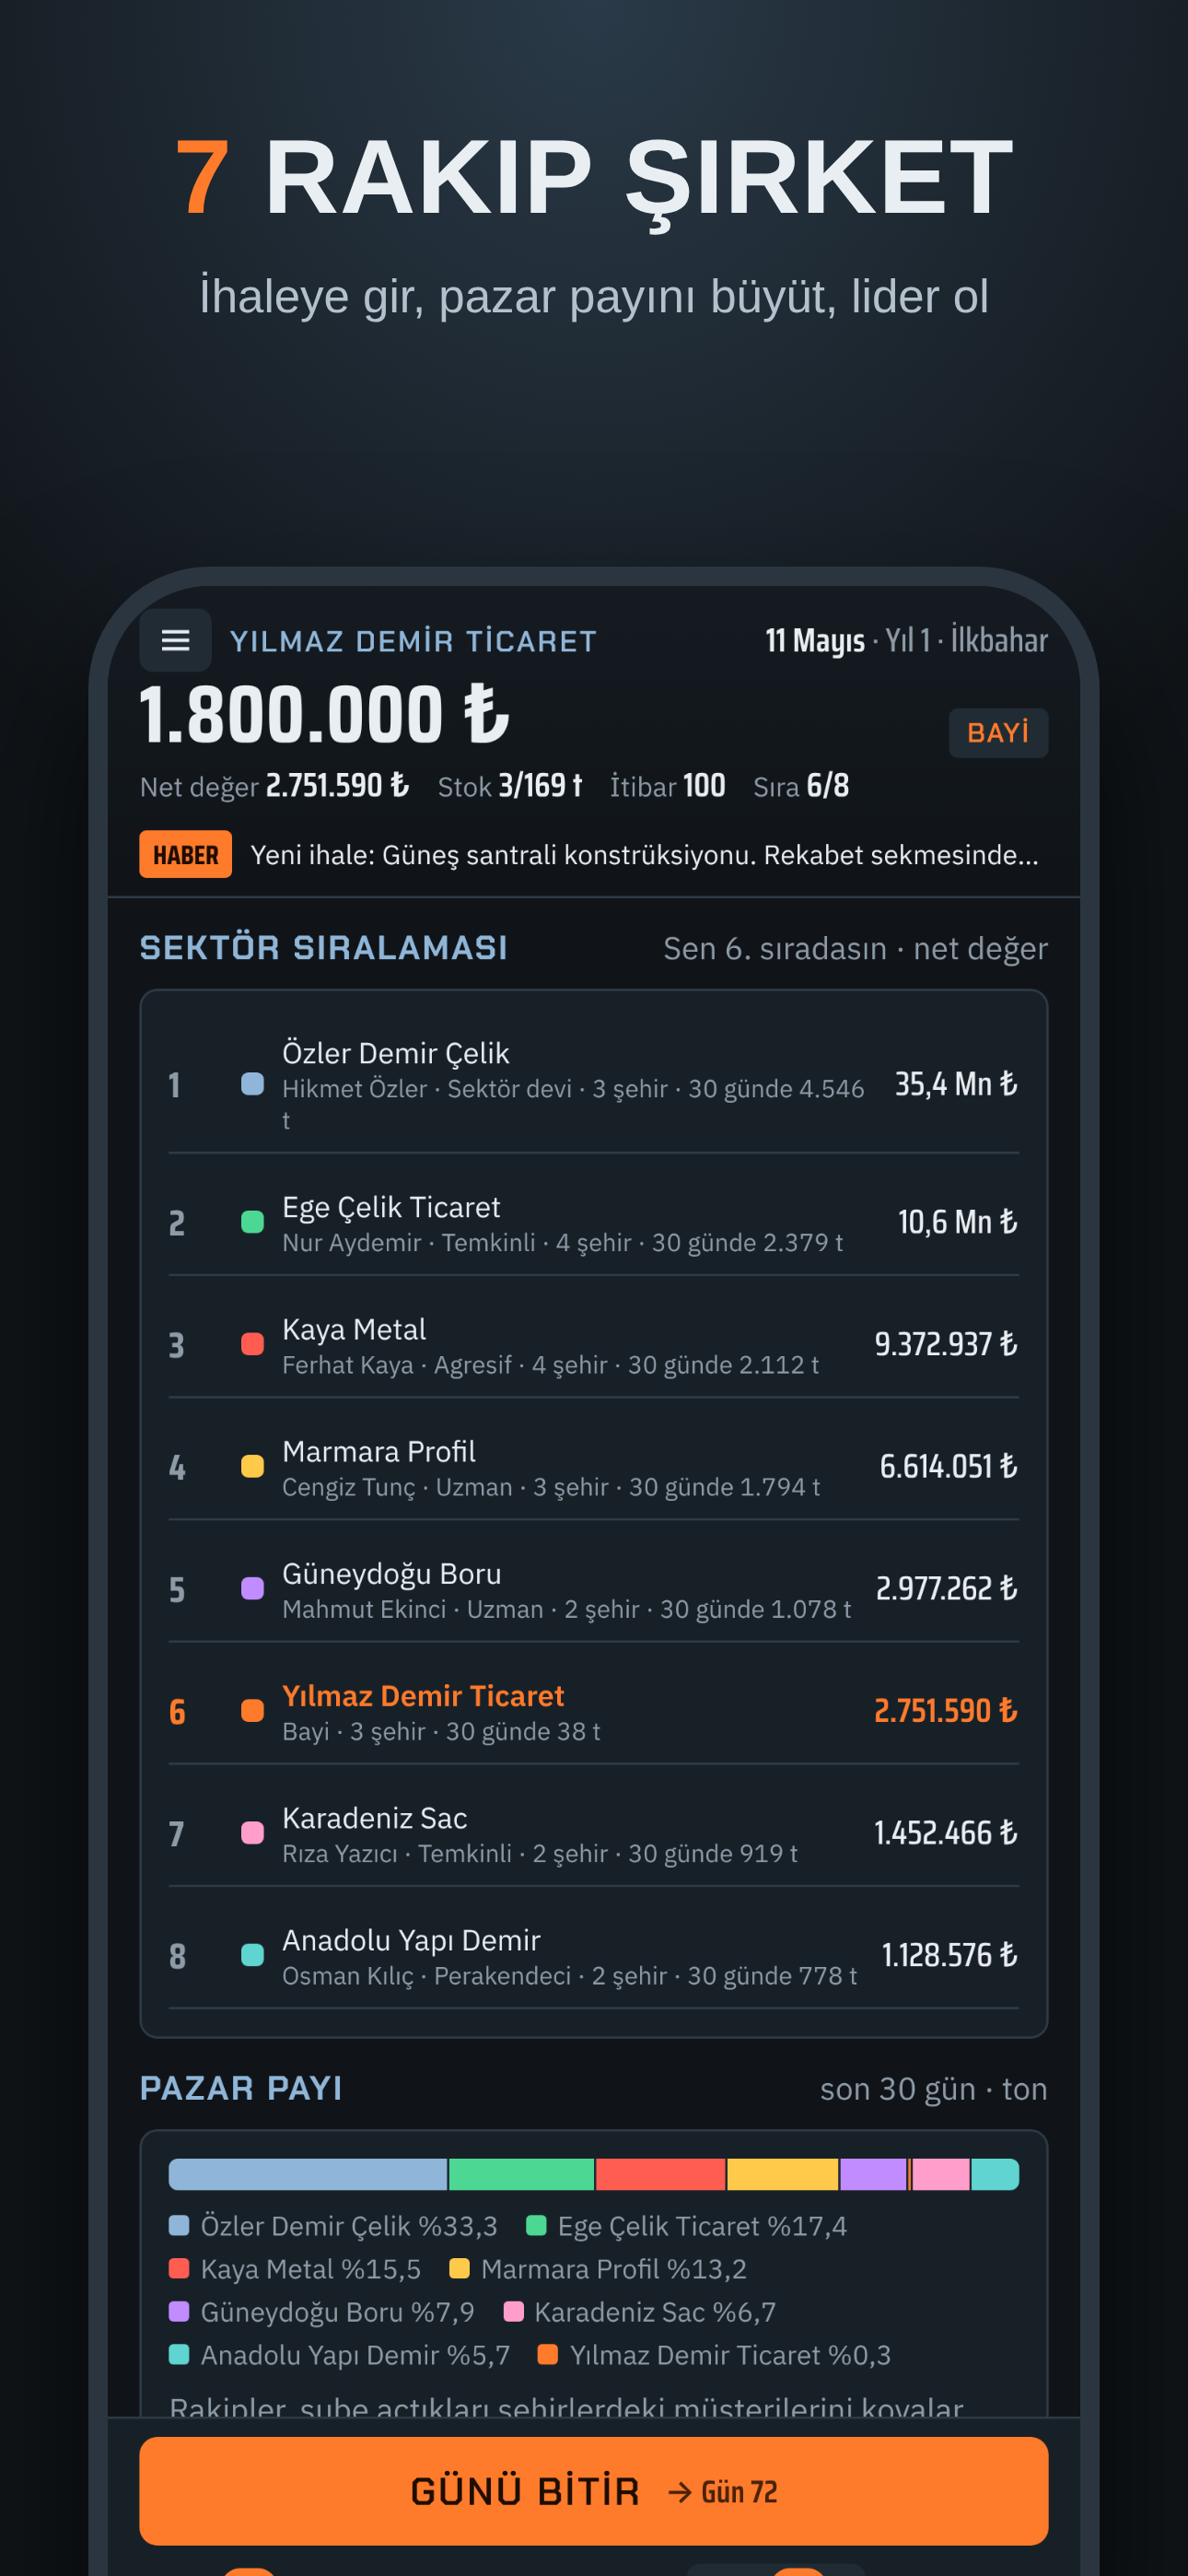 7 RAKIP ŞIRKET
İhaleye gir, pazar payını büyüt, lider ol
YILMAZ DEMİR TİCARET
11 Mayıs · Yıl 1 · İlkbahar
1.800.000 ₺
BAYİ
Net değer 2.751.590 ₺ Stok 3/169 t İtibar 100 Sıra 6/8
HABER Yeni ihale: Güneş santrali konstrüksiyonu. Rekabet sekmesinde...
SEKTÖR SIRALAMASI
Sen 6. sıradasın · net değer
1
Özler Demir Çelik
Hikmet Özler · Sektör devi · 3 şehir · 30 günde 4.546
t
35,4 Mn ₺
2
Ege Çelik Ticaret
Nur Aydemir · Temkinli · 4 şehir · 30 günde 2.379 t
10,6 Mn ₺
3
Kaya Metal
Ferhat Kaya · Agresif · 4 şehir · 30 günde 2.112 t
9.372.937 ₺
4
Marmara Profil
Cengiz Tunç · Uzman · 3 şehir · 30 günde 1.794 t
6.614.051 ₺
5
Güneydoğu Boru
Mahmut Ekinci · Uzman · 2 şehir · 30 günde 1.078 t
2.977.262 ₺
6
Yılmaz Demir Ticaret
Bayi · 3 şehir · 30 günde 38 t
2.751.590 ₺
7
Karadeniz Sac
Rıza Yazıcı · Temkinli · 2 şehir · 30 günde 919 t
1.452.466 ₺
8
Anadolu Yapı Demir
Osman Kılıç · Perakendeci · 2 şehir · 30 günde 778 t
1.128.576 ₺
PAZAR PAYI
son 30 gün · ton
Özler Demir Çelik %33,3 Ege Çelik Ticaret %17,4
Kaya Metal %15,5 Marmara Profil %13,2
Güneydoğu Boru %7,9 Karadeniz Sac %6,7
Anadolu Yapı Demir %5,7 Yılmaz Demir Ticaret %0,3
Rakipler, şube açtıkları şehirlerdeki müşterilerini kovalar
GÜNÜ BİTİR → Gün 72